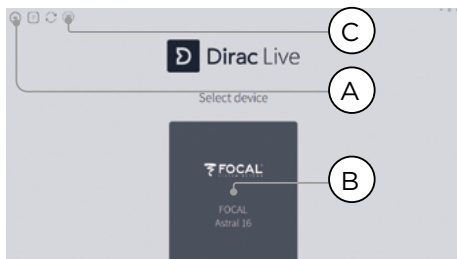 C
Dirac Live
A
Select device
FOCAL
B
FOCAL
Astral 16